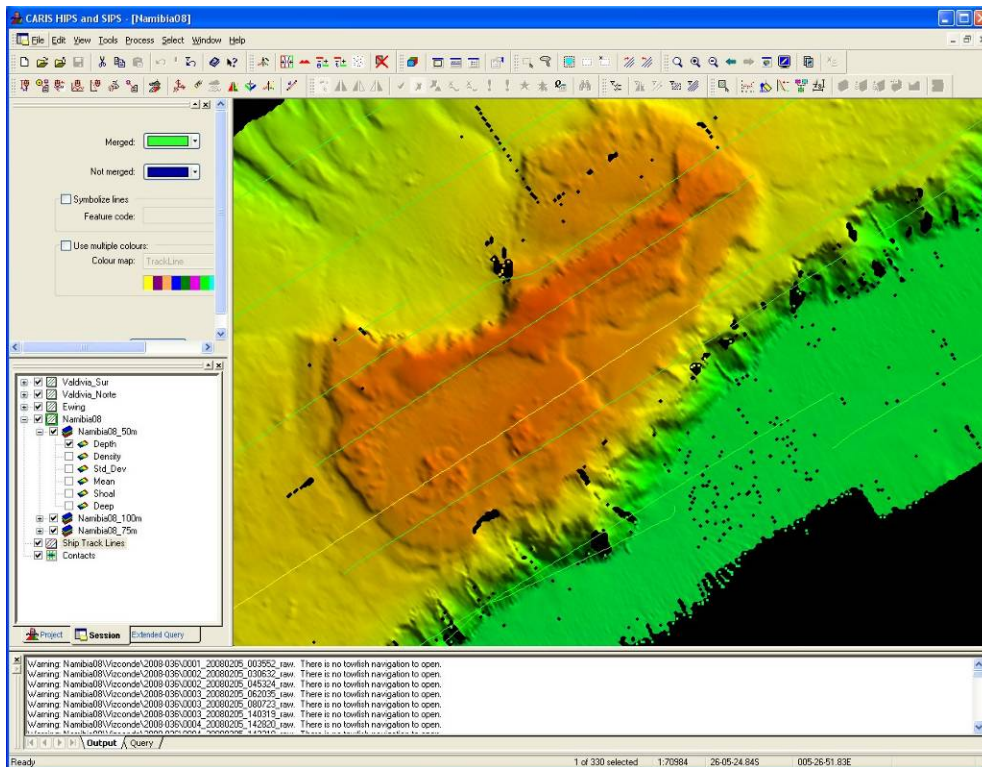 CARIS HIPS and SIPS - [Namibia08]
File Edit View Tools Process Select Window Help
Merged:
Not merged:
Symbolize lines
Feature code:
Use multiple colours:
Colour map: TrackLine
Valdivia_Sur
Valdivia_Norte
Ewing
Namibia08
Namibia08_50m
Depth
Density
Std_Dev
Mean
Shoal
Deep
Namibia08_100m
Namibia08_75m
Ship Track Lines
Contacts
Project Session Extended Query
Warning: Namibia08\Vizconde\2008-036\0001_20080205_003552_raw. There is no towfish navigation to open.
Warning: Namibia08\Vizconde\2008-036\0002_20080205_030632_raw. There is no towfish navigation to open.
Warning: Namibia08\Vizconde\2008-036\0002_20080205_045324_raw. There is no towfish navigation to open.
Warning: Namibia08\Vizconde\2008-036\0003_20080205_062035_raw. There is no towfish navigation to open.
Warning: Namibia08\Vizconde\2008-036\0003_20080205_080723_raw. There is no towfish navigation to open.
Warning: Namibia08\Vizconde\2008-036\0003_20080205_140319_raw. There is no towfish navigation to open.
Warning: Namibia08\Vizconde\2008-036\0004_20080205_142820_raw. There is no towfish navigation to open.
Output Query
Ready 1 of 330 selected 1:70984 26-05-24.84S 005-26-51.83E